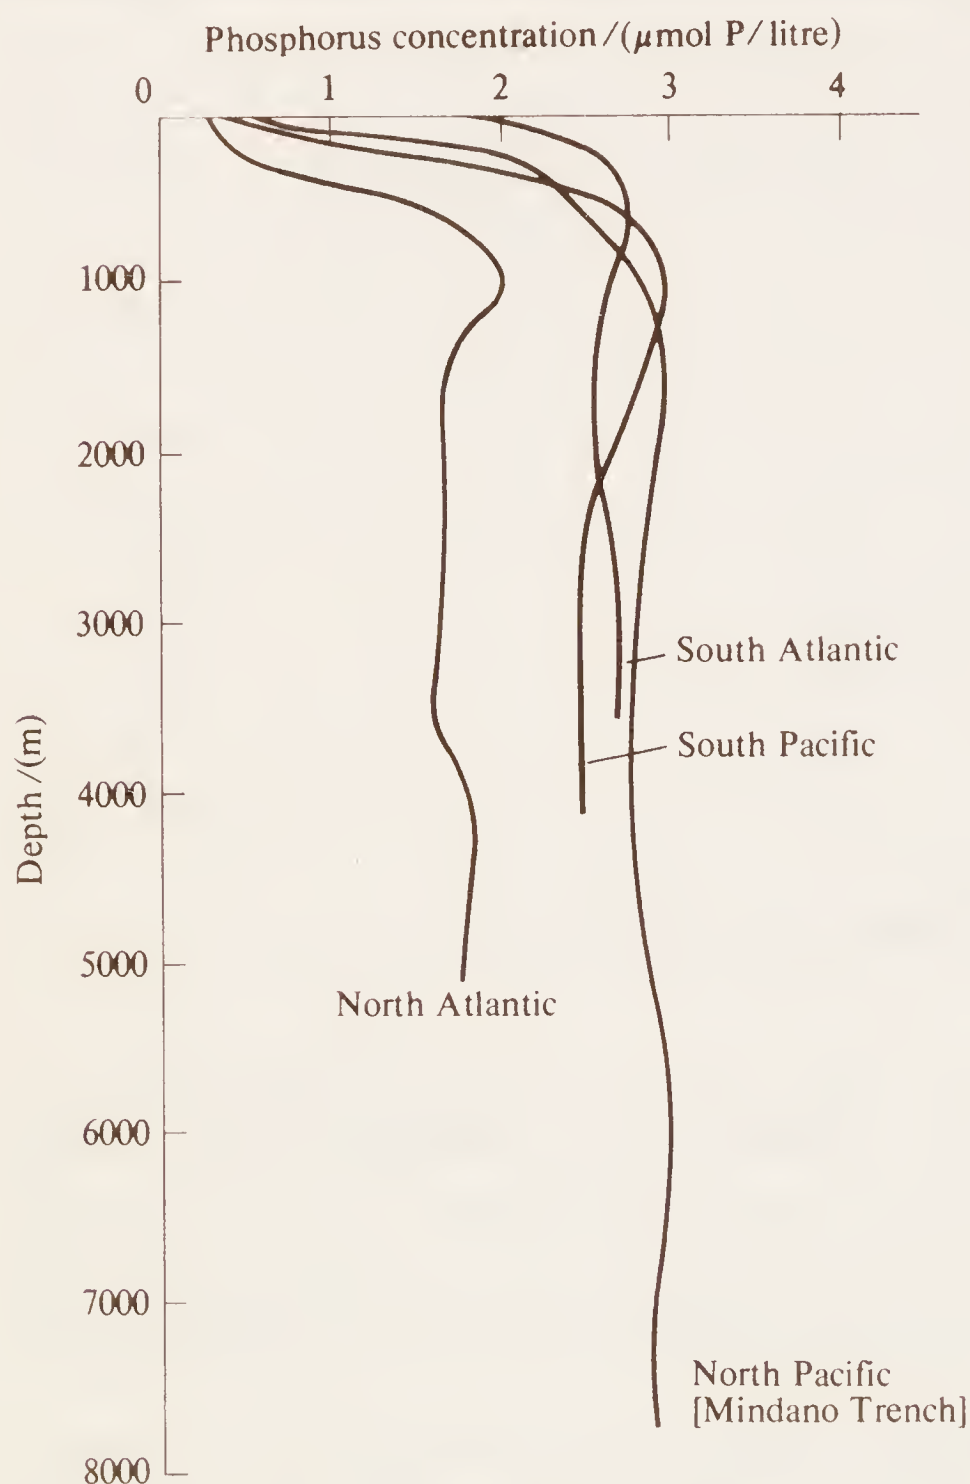 Phosphorus concentration/(μmol P/litre)
0 1 2 3 4
1000
2000
3000
4000
5000
6000
7000
8000
Depth/(m)
South Atlantic
South Pacific
North Atlantic
North Pacific
[Mindano Trench]